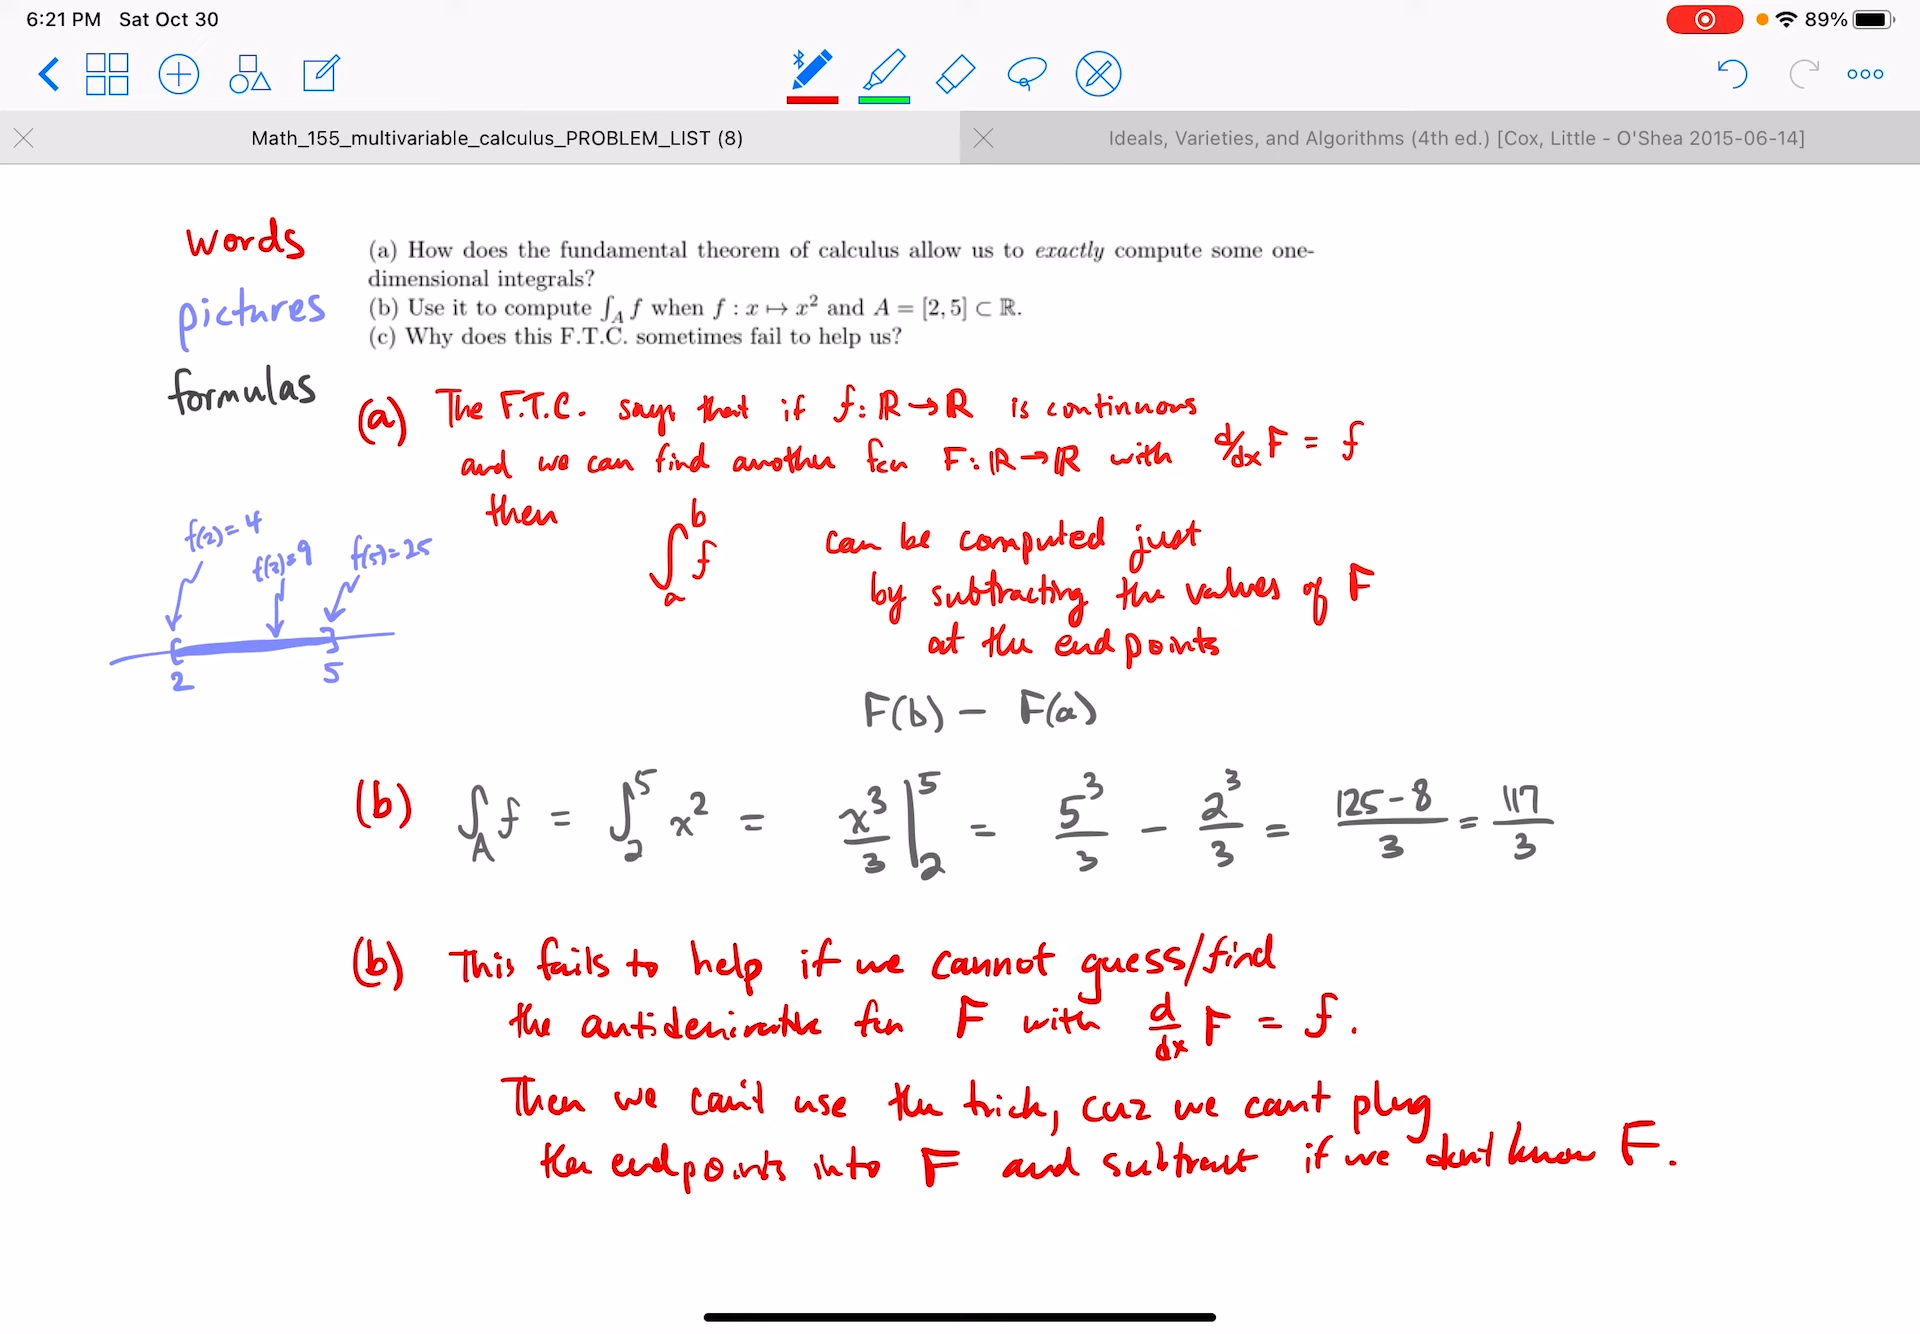 6:21 PM Sat Oct 30
89%
Math_155_multivariable_calculus_PROBLEM_LIST (8)
Ideals, Varieties, and Algorithms (4th ed.) [Cox, Little - O'Shea 2015-06-14]
words
pictures
formulas
(a) How does the fundamental theorem of calculus allow us to exactly compute some one-
dimensional integrals?
(b) Use it to compute ∫_A f when f : x ↦ x² and A = [2, 5] ⊂ ℝ.
(c) Why does this F.T.C. sometimes fail to help us?
(a) The F.T.C. says that if f: ℝ → ℝ is continuous
and we can find another fcn F: ℝ → ℝ with d/dx F = f
then ∫_a^b f can be computed just
by subtracting the values of F
at the endpoints
F(b) − F(a)
f(2)=4
f(3)=9
f(5)=25
[ ]
2 5
(b) ∫_A f = ∫_2^5 x² = x³/3 |_2^5 = 5³/3 − 2³/3 = 125-8/3 = 117/3
(b) This fails to help if we cannot guess/find
the antiderivative fcn F with d/dx F = f.
Then we can't use the trick, cuz we cant plug
the endpoints into F and subtract if we don't know F.